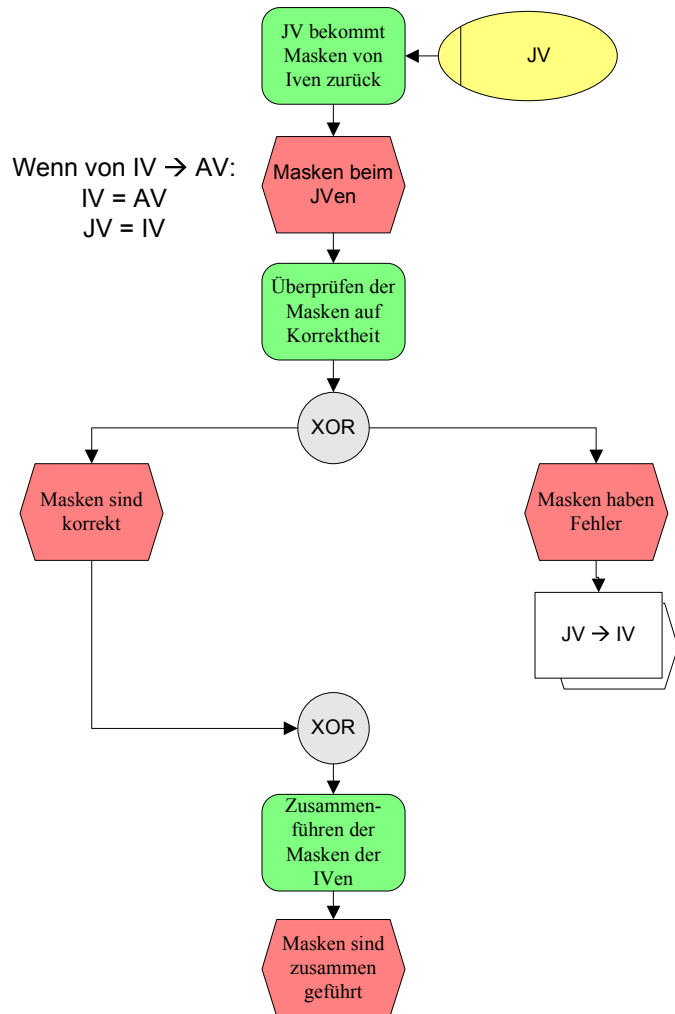 JV bekommt
Masken von
Iven zurück
JV
Wenn von IV → AV:
IV = AV
JV = IV
Masken beim
JVen
Überprüfen der
Masken auf
Korrektheit
XOR
Masken sind
korrekt
Masken haben
Fehler
JV → IV
XOR
Zusammen-
führen der
Masken der
IVen
Masken sind
zusammen
geführt